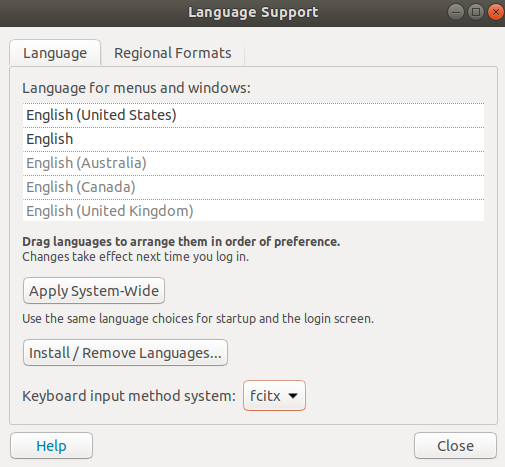 Language Support
Language
Regional Formats
Language for menus and windows:
English (United States)
English
English (Australia)
English (Canada)
English (United Kingdom)
Drag languages to arrange them in order of preference.
Changes take effect next time you log in.
Apply System-Wide
Use the same language choices for startup and the login screen.
Install / Remove Languages...
Keyboard input method system: fcitx
Help
Close